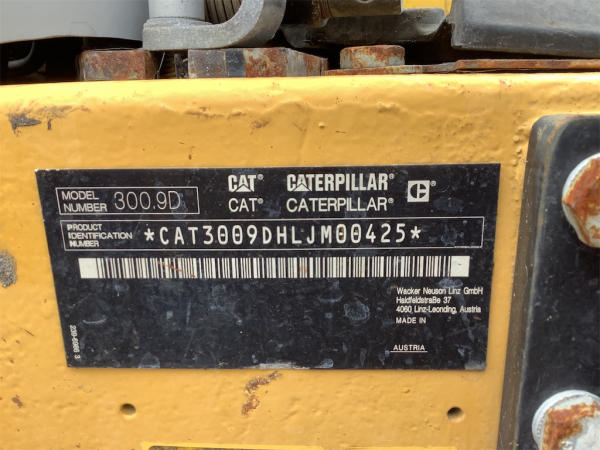 CAT® CATERPILLAR® C®
MODEL NUMBER 300.9D CAT® CATERPILLAR®
PRODUCT
IDENTIFICATION
NUMBER
*CAT3009DHLJM00425*
Wacker Neuson Linz GmbH
Haidfeldstraße 37
4060 Linz-Leonding, Austria
MADE IN
AUSTRIA